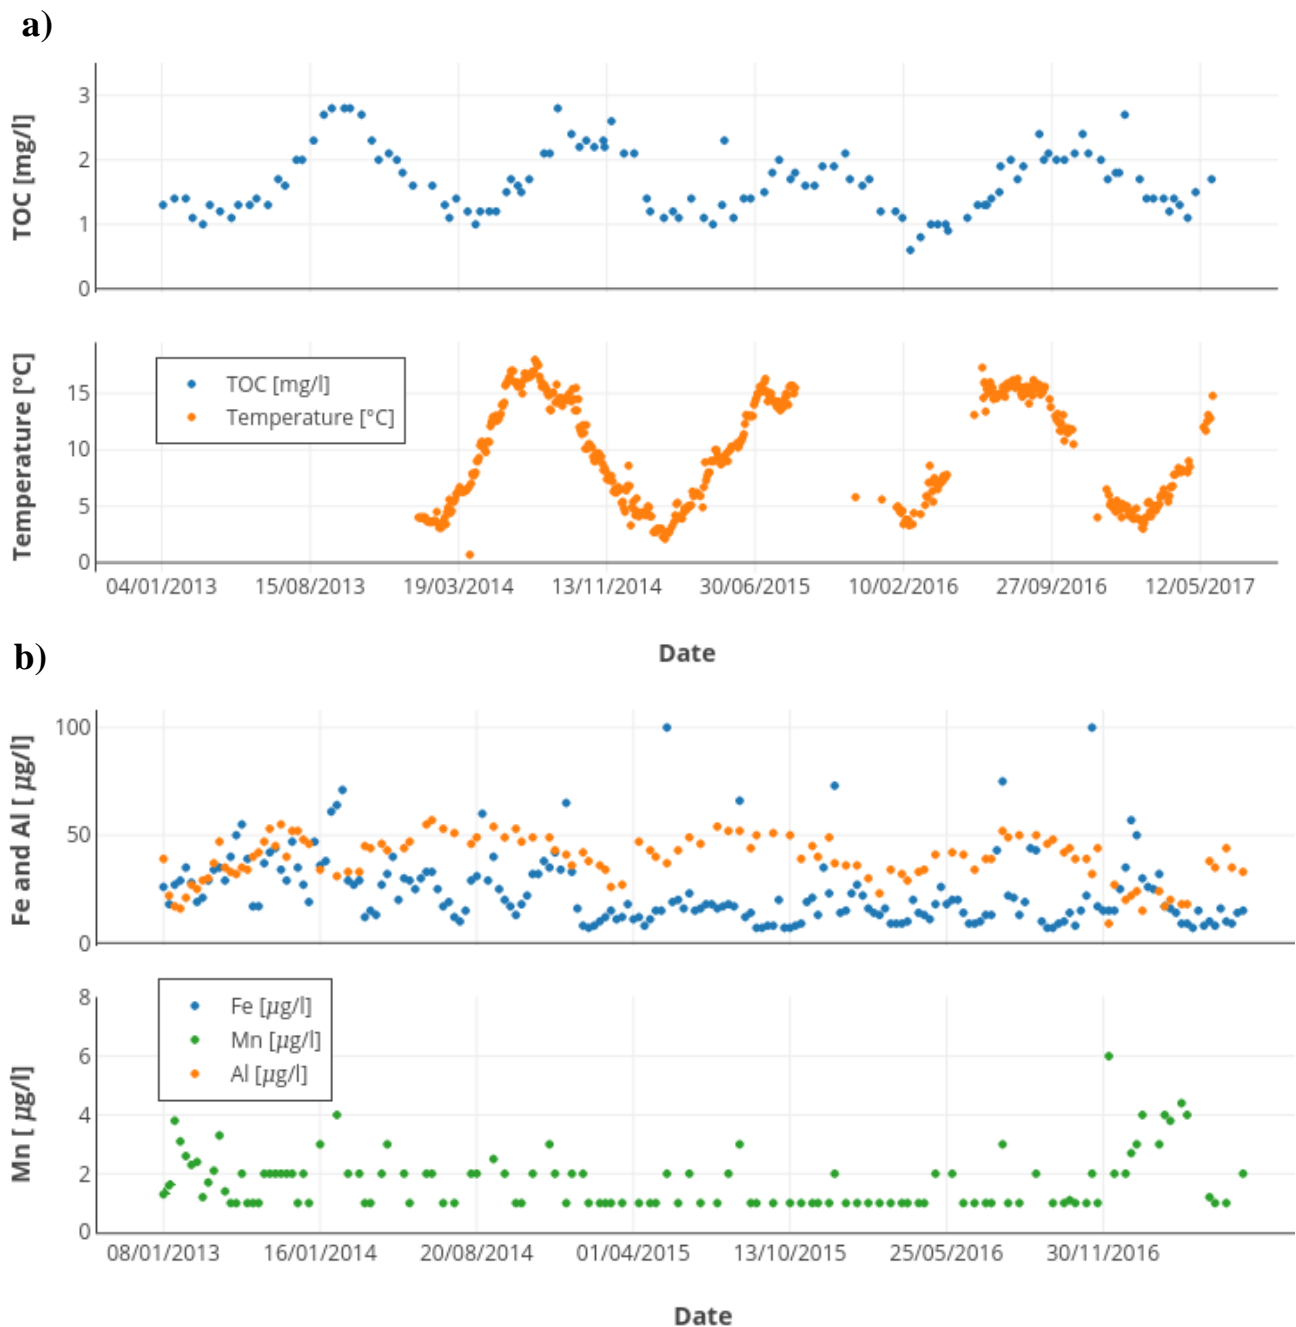 a)
TOC [mg/l]
3
2
1
0
Temperature [°C]
15
10
5
0
TOC [mg/l]
Temperature [°C]
04/01/2013 15/08/2013 19/03/2014 13/11/2014 30/06/2015 10/02/2016 27/09/2016 12/05/2017
Date
b)
Fe and Al [ µg/l]
100
50
0
Mn [ µg/l]
8
6
4
2
0
Fe [µg/l]
Mn [µg/l]
Al [µg/l]
08/01/2013 16/01/2014 20/08/2014 01/04/2015 13/10/2015 25/05/2016 30/11/2016
Date